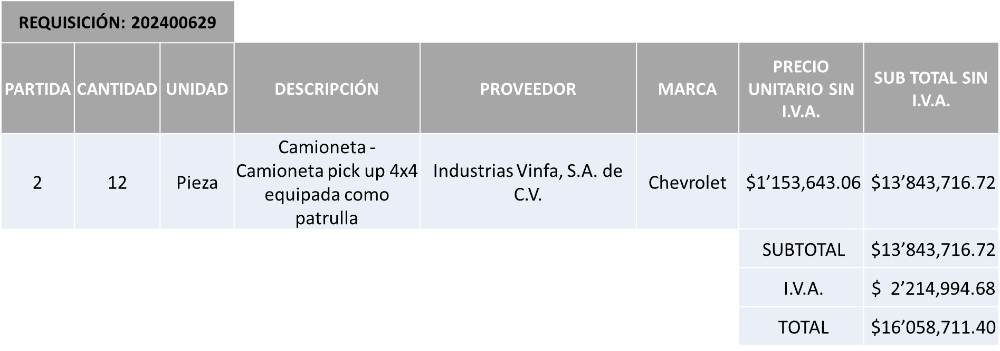 REQUISICIÓN: 202400629
PARTIDA CANTIDAD UNIDAD DESCRIPCIÓN PROVEEDOR MARCA PRECIO UNITARIO SIN I.V.A. SUB TOTAL SIN I.V.A.
2 12 Pieza Camioneta - Camioneta pick up 4x4 equipada como patrulla Industrias Vinfa, S.A. de C.V. Chevrolet $1’153,643.06 $13’843,716.72
SUBTOTAL $13’843,716.72
I.V.A. $ 2’214,994.68
TOTAL $16’058,711.40